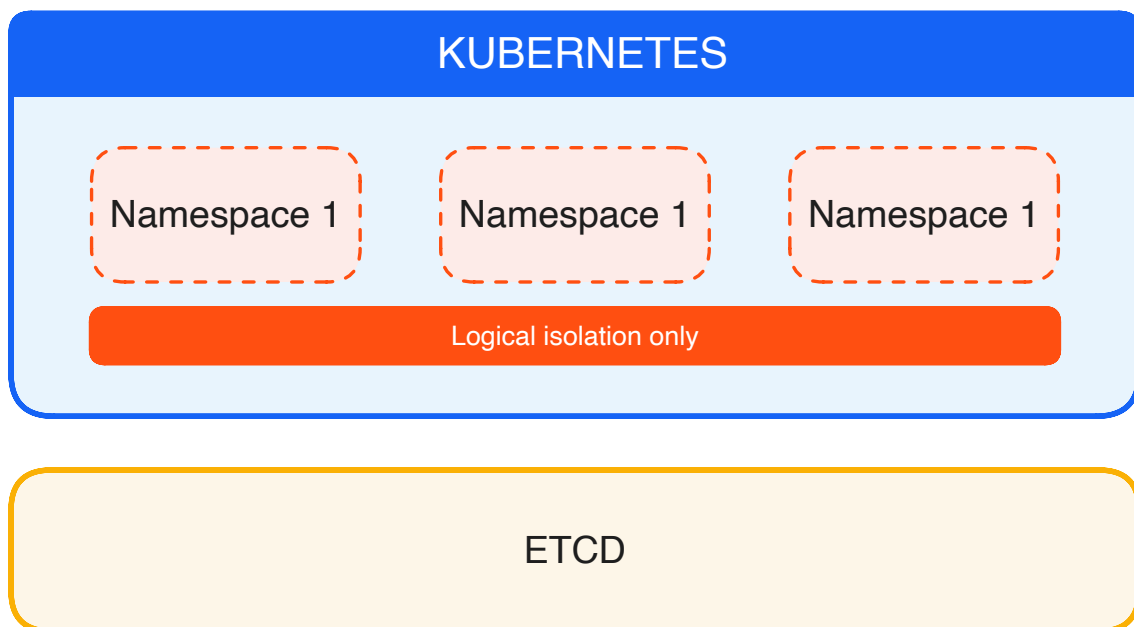 KUBERNETES
Namespace 1 Namespace 1 Namespace 1
Logical isolation only
ETCD